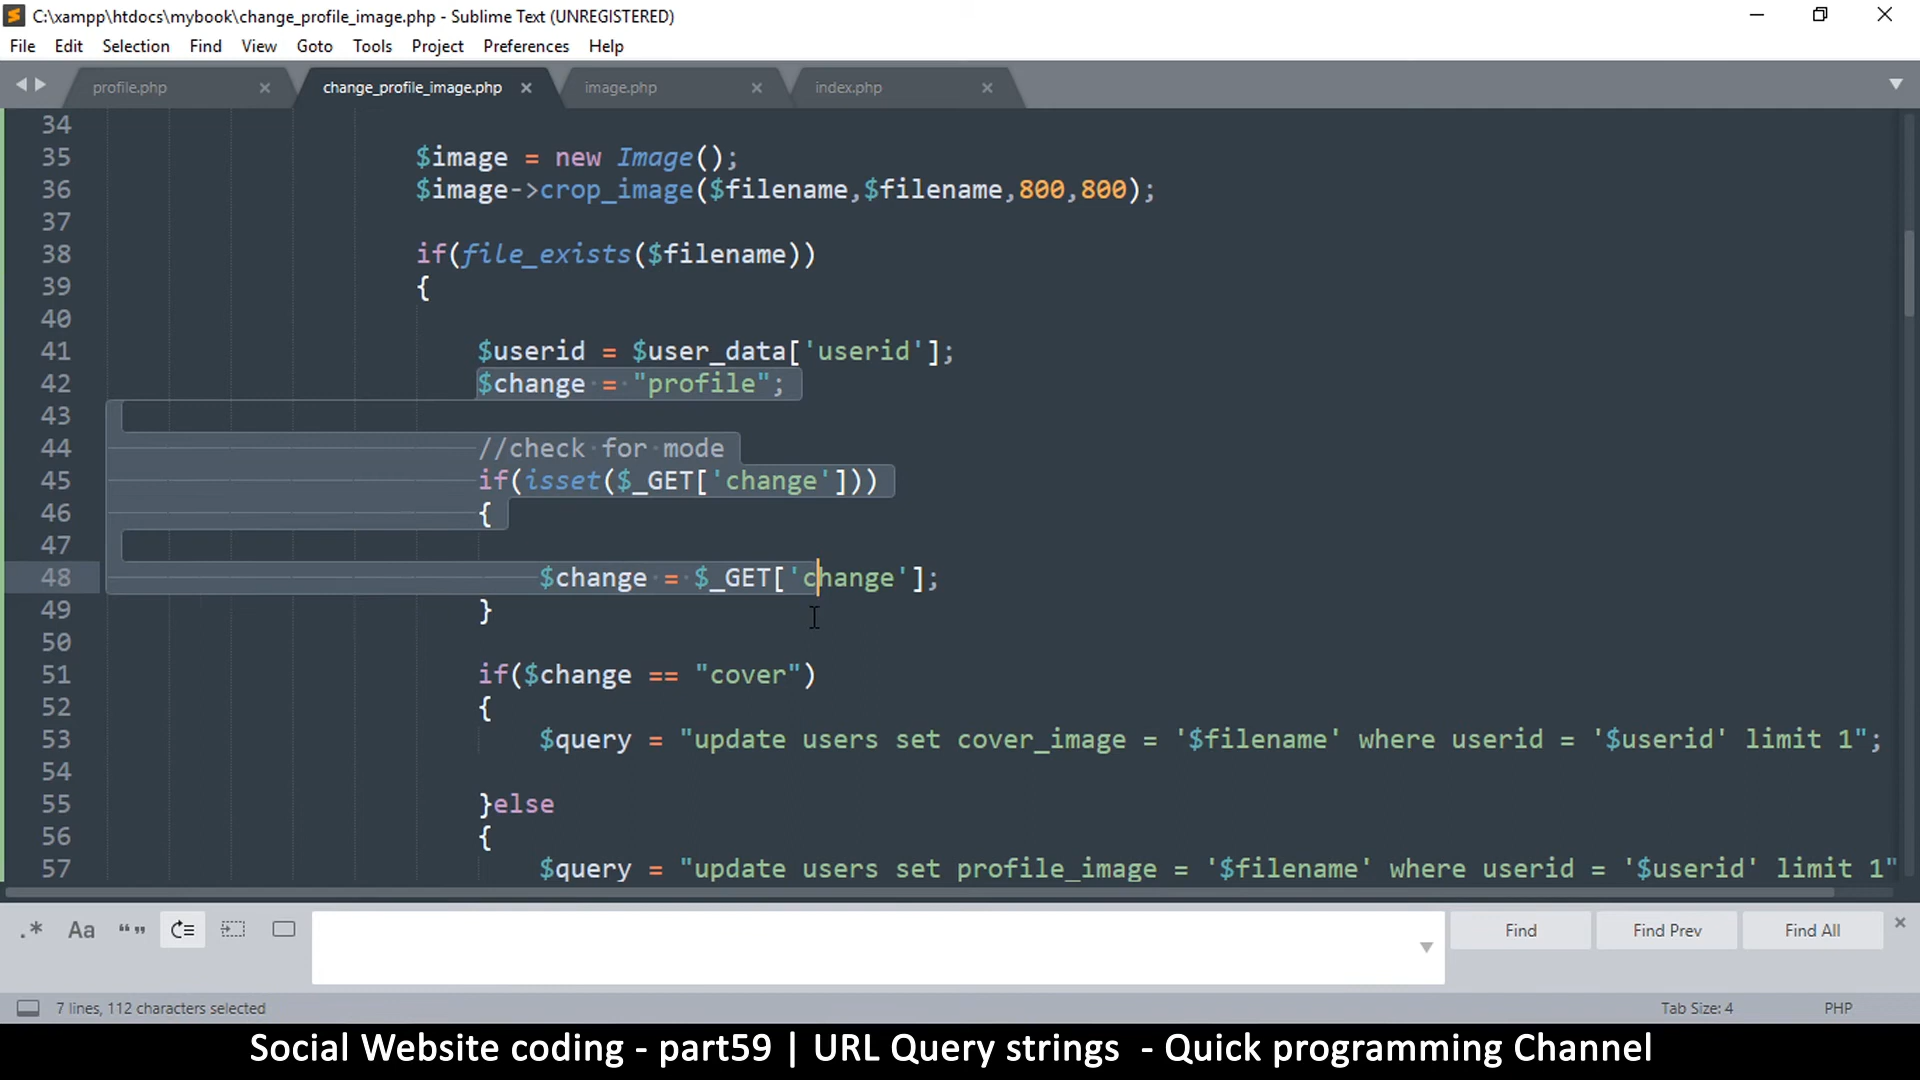 C:\xampp\htdocs\mybook\change_profile_image.php - Sublime Text (UNREGISTERED)
File Edit Selection Find View Goto Tools Project Preferences Help
profile.php change_profile_image.php image.php index.php
34
35 $image = new Image();
36 $image->crop_image($filename,$filename,800,800);
37
38 if(file_exists($filename))
39 {
40
41 $userid = $user_data['userid'];
42 $change = "profile";
43
44 //check for mode
45 if(isset($_GET['change']))
46 {
47
48 $change = $_GET['change'];
49 }
50
51 if($change == "cover")
52 {
53 $query = "update users set cover_image = '$filename' where userid = '$userid' limit 1";
54
55 }else
56 {
57 $query = "update users set profile_image = '$filename' where userid = '$userid' limit 1"
.* Aa “” Find Find Prev Find All
7 lines, 112 characters selected Tab Size: 4 PHP
Social Website coding - part59 | URL Query strings - Quick programming Channel